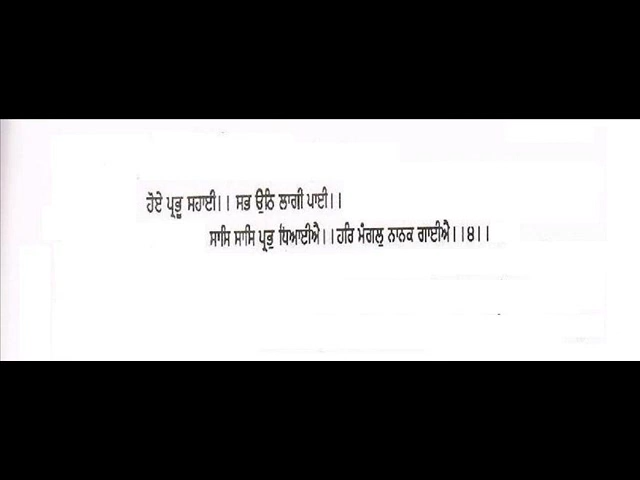 ਹੋਏ ਪ੍ਰਭੂ ਸਹਾਈ।। ਸਭ ਉਠਿ ਲਾਗੀ ਪਾਈ।।
ਸਾਸਿ ਸਾਸਿ ਪ੍ਰਭੁ ਧਿਆਈਐ।।ਹਰਿ ਮੰਗਲੁ ਨਾਨਕ ਗਾਈਐ।।੪।।